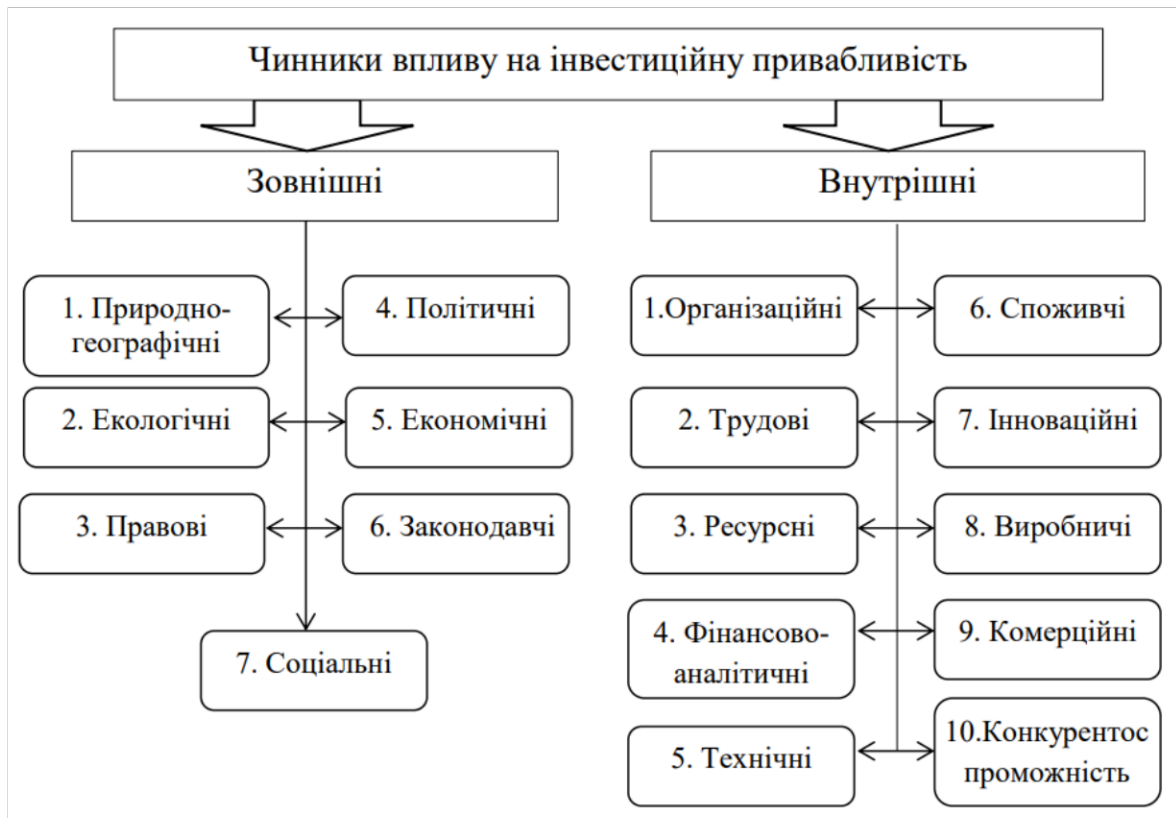 Чинники впливу на інвестиційну привабливість
Зовнішні
1. Природно-
географічні
4. Політичні
2. Екологічні
5. Економічні
3. Правові
6. Законодавчі
7. Соціальні
Внутрішні
1.Організаційні
6. Споживчі
2. Трудові
7. Інноваційні
3. Ресурсні
8. Виробничі
4. Фінансово-
аналітичні
9. Комерційні
5. Технічні
10.Конкурентос
проможність